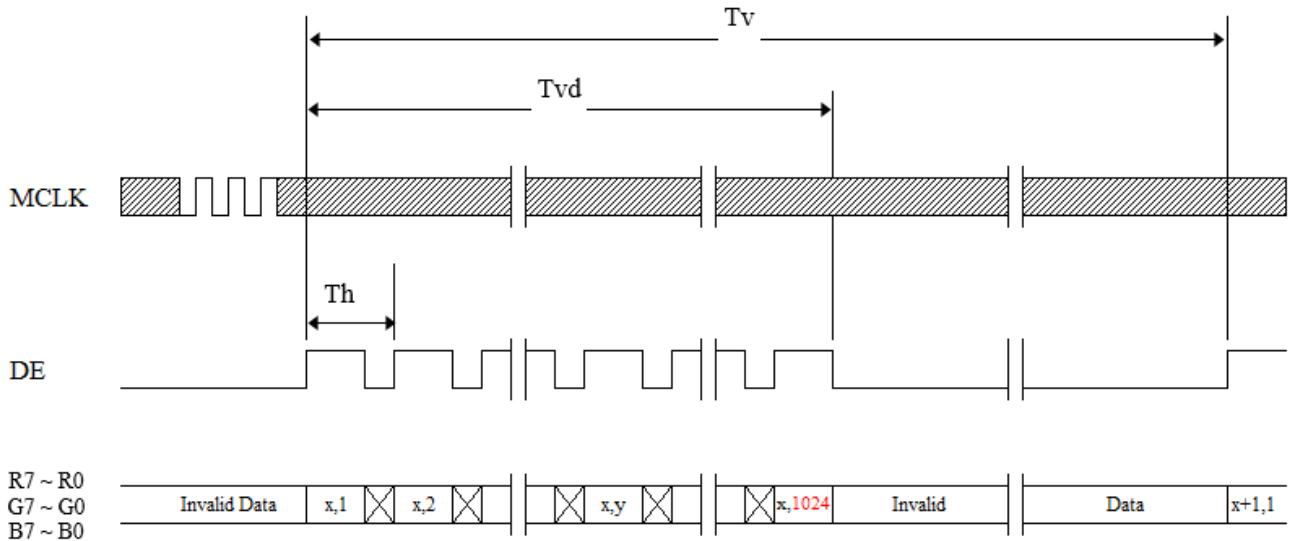 Tv
Tvd
MCLK
Th
DE
R7 ~ R0
G7 ~ G0
B7 ~ B0
Invalid Data
x,1
x,2
x,y
x,1024
Invalid
Data
x+1,1